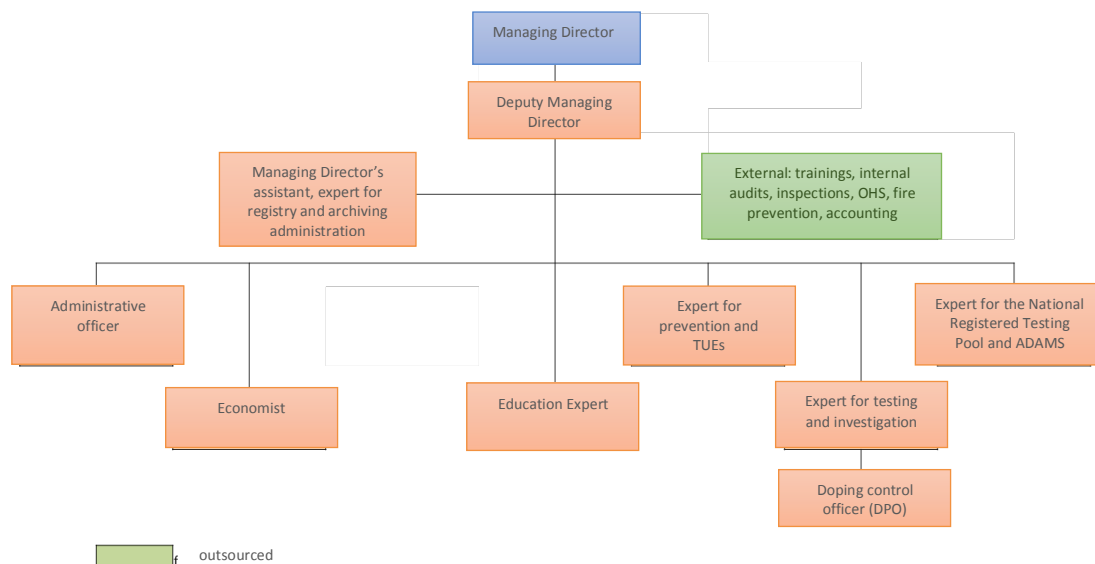 Managing Director
Deputy Managing
Director
Managing Director’s
assistant, expert for
registry and archiving
administration
External: trainings, internal
audits, inspections, OHS, fire
prevention, accounting
Administrative
officer
Expert for
prevention and
TUEs
Expert for the National
Registered Testing
Pool and ADAMS
Economist
Education Expert
Expert for testing
and investigation
Doping control
officer (DPO)
f outsourced